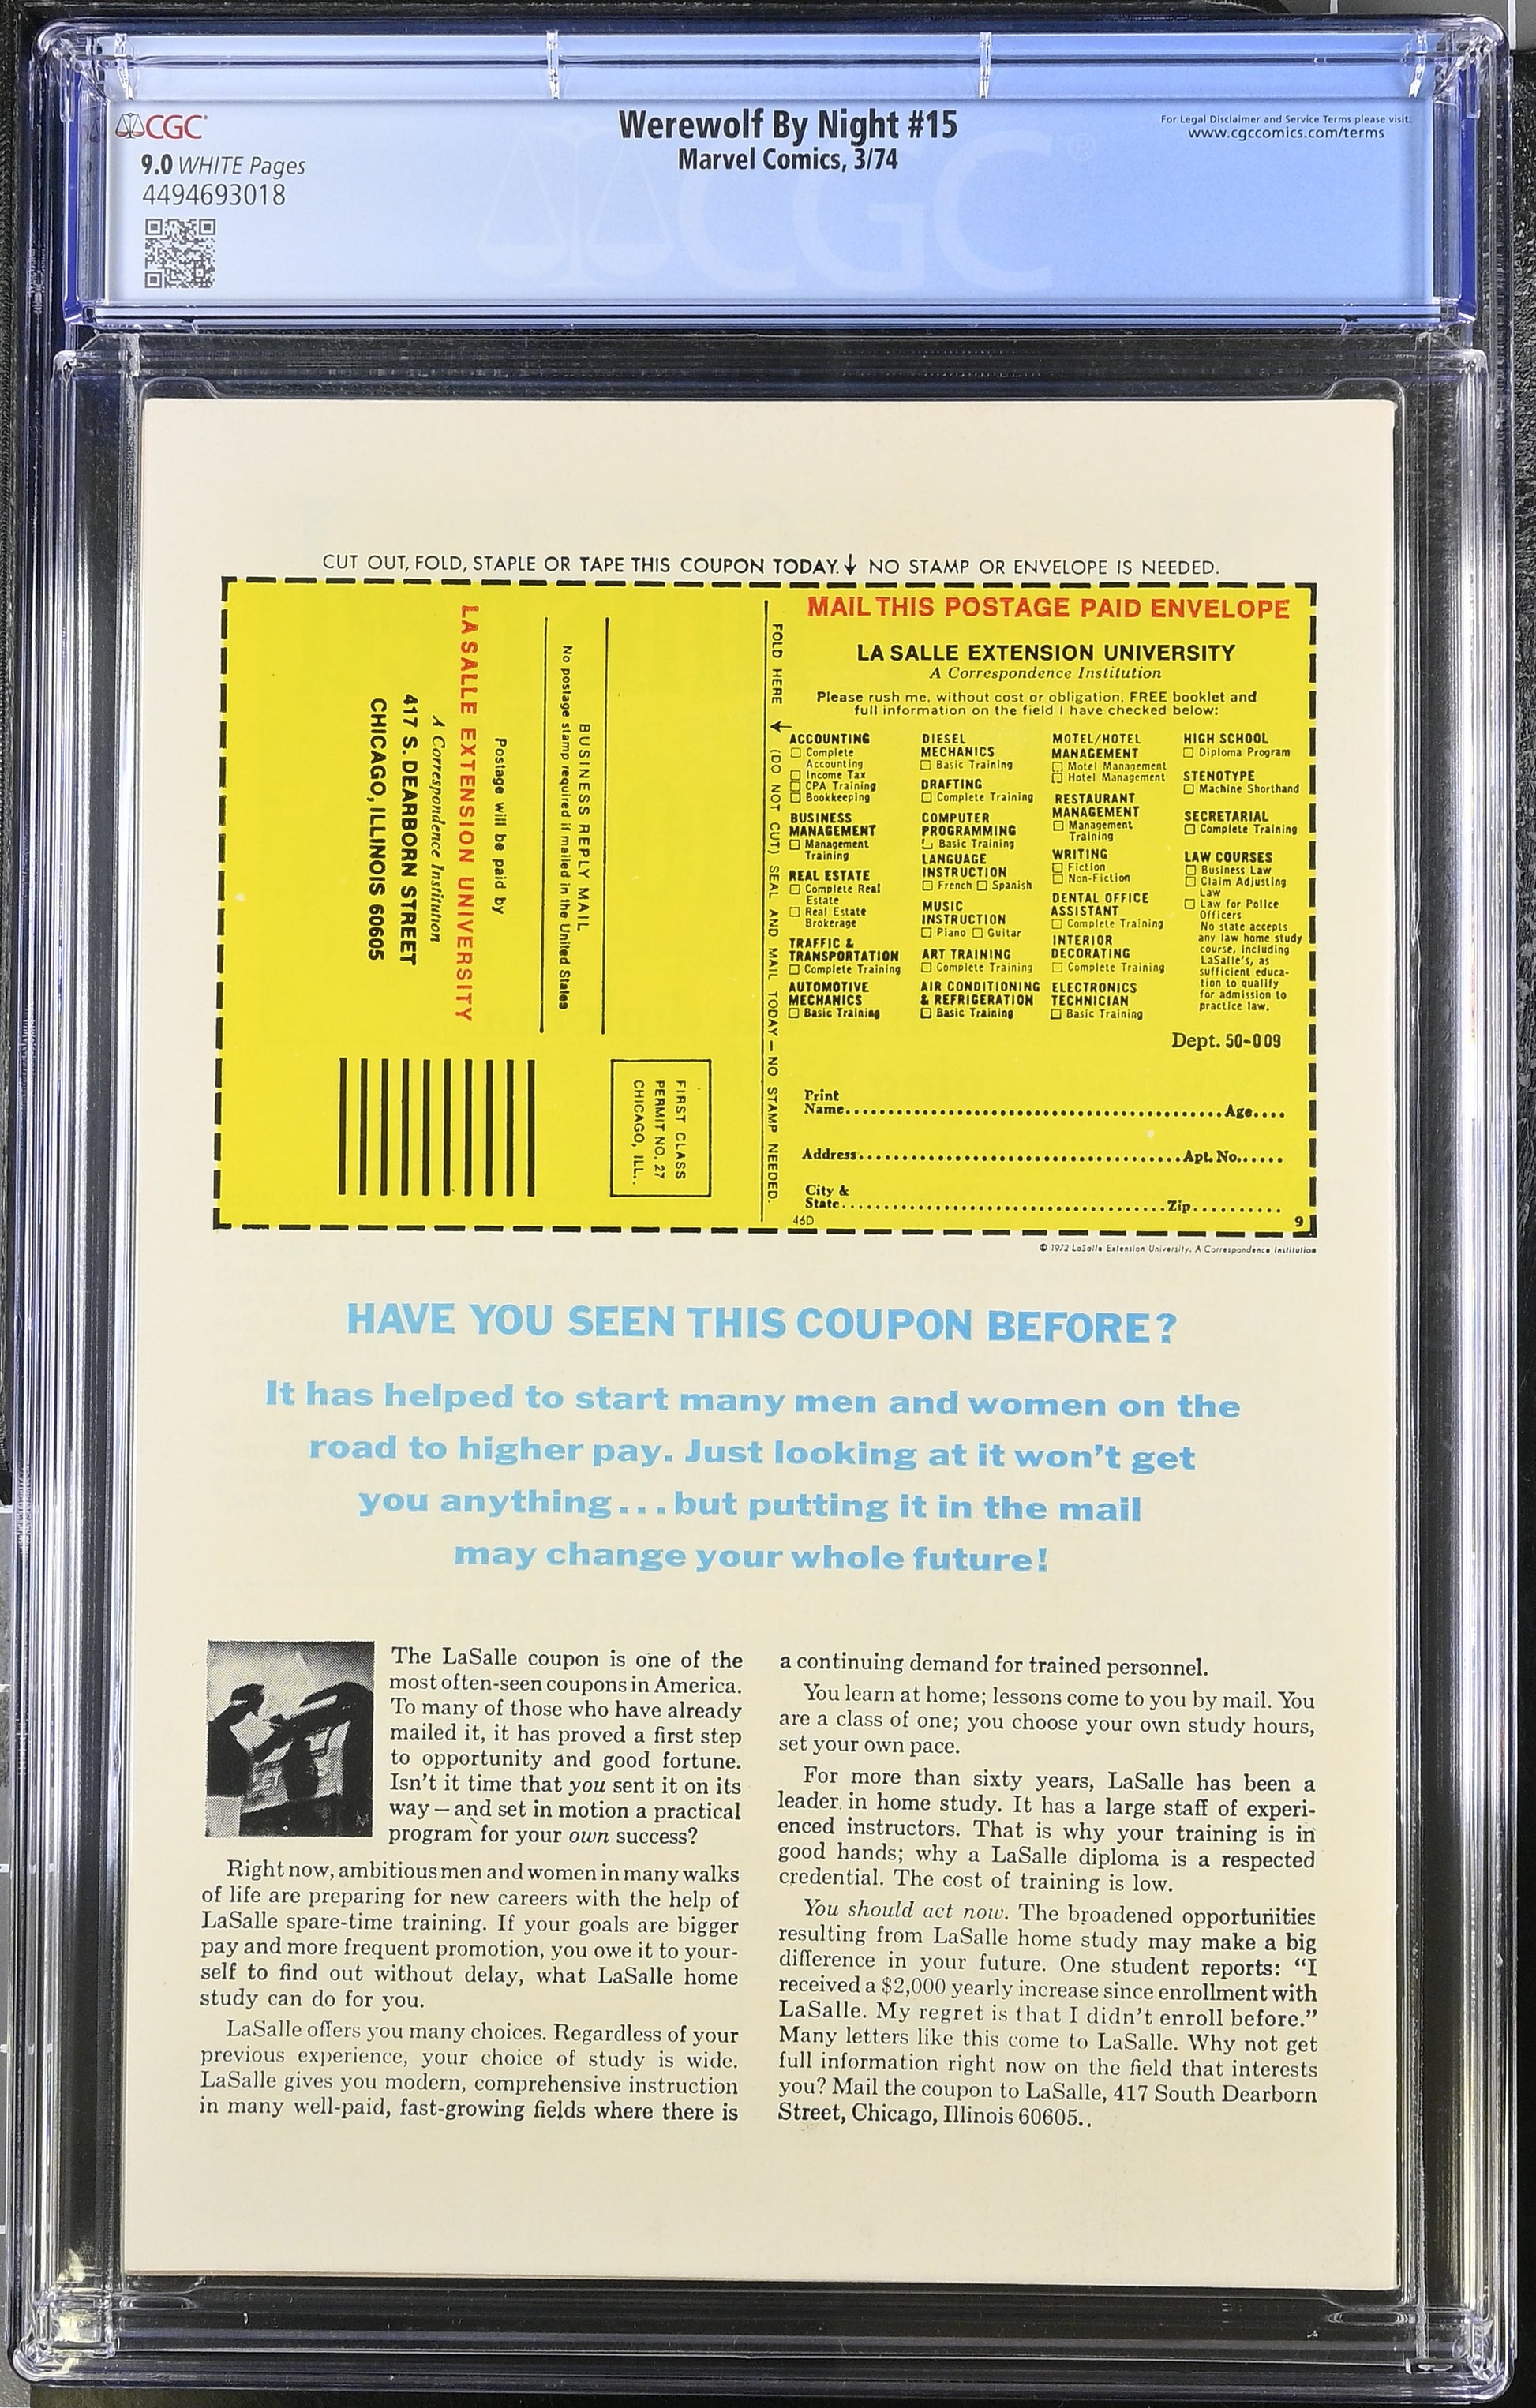 CGC
9.0 WHITE Pages
4494693018
Werewolf By Night #15
Marvel Comics, 3/74
For Legal Disclaimer and Service Terms please visit:
www.cgccomics.com/terms
CGC
CUT OUT, FOLD, STAPLE OR TAPE THIS COUPON TODAY. NO STAMP OR ENVELOPE IS NEEDED.
BUSINESS REPLY MAIL
No postage stamp required if mailed in the United States
Postage will be paid by
LA SALLE EXTENSION UNIVERSITY
A Correspondence Institution
417 S. DEARBORN STREET
CHICAGO, ILLINOIS 60605
FIRST CLASS
PERMIT NO. 27
CHICAGO, ILL..
FOLD HERE (DO NOT CUT) SEAL AND MAIL TODAY — NO STAMP NEEDED.
MAIL THIS POSTAGE PAID ENVELOPE
LA SALLE EXTENSION UNIVERSITY
A Correspondence Institution
Please rush me, without cost or obligation, FREE booklet and
full information on the field I have checked below:
ACCOUNTING
Complete
Accounting
Income Tax
CPA Training
Bookkeeping
BUSINESS
MANAGEMENT
Management
Training
REAL ESTATE
Complete Real
Estate
Real Estate
Brokerage
TRAFFIC &
TRANSPORTATION
Complete Training
AUTOMOTIVE
MECHANICS
Basic Training
DIESEL
MECHANICS
Basic Training
DRAFTING
Complete Training
COMPUTER
PROGRAMMING
Basic Training
LANGUAGE
INSTRUCTION
French Spanish
MUSIC
INSTRUCTION
Piano Guitar
ART TRAINING
Complete Training
AIR CONDITIONING
& REFRIGERATION
Basic Training
MOTEL/HOTEL
MANAGEMENT
Motel Management
Hotel Management
RESTAURANT
MANAGEMENT
Management
Training
WRITING
Fiction
Non-Fiction
DENTAL OFFICE
ASSISTANT
Complete Training
INTERIOR
DECORATING
Complete Training
ELECTRONICS
TECHNICIAN
Basic Training
HIGH SCHOOL
Diploma Program
STENOTYPE
Machine Shorthand
SECRETARIAL
Complete Training
LAW COURSES
Business Law
Claim Adjusting
Law
Law for Police
Officers
No state accepts
any law home study
course, including
LaSalle's, as
sufficient educa-
tion to qualify
for admission to
practice law.
Dept. 50-009
Print
Name.......... Age....
Address.......... Apt. No......
City &
State.......... Zip..........
46D 9
© 1972 LaSalle Extension University. A Correspondence Institution
HAVE YOU SEEN THIS COUPON BEFORE?
It has helped to start many men and women on the
road to higher pay. Just looking at it won't get
you anything...but putting it in the mail
may change your whole future!
The LaSalle coupon is one of the
most often-seen coupons in America.
To many of those who have already
mailed it, it has proved a first step
to opportunity and good fortune.
Isn't it time that you sent it on its
way—and set in motion a practical
program for your own success?
Right now, ambitious men and women in many walks
of life are preparing for new careers with the help of
LaSalle spare-time training. If your goals are bigger
pay and more frequent promotion, you owe it to your-
self to find out without delay, what LaSalle home
study can do for you.
LaSalle offers you many choices. Regardless of your
previous experience, your choice of study is wide.
LaSalle gives you modern, comprehensive instruction
in many well-paid, fast-growing fields where there is
a continuing demand for trained personnel.
You learn at home; lessons come to you by mail. You
are a class of one; you choose your own study hours,
set your own pace.
For more than sixty years, LaSalle has been a
leader in home study. It has a large staff of experi-
enced instructors. That is why your training is in
good hands; why a LaSalle diploma is a respected
credential. The cost of training is low.
You should act now. The broadened opportunities
resulting from LaSalle home study may make a big
difference in your future. One student reports: "I
received a $2,000 yearly increase since enrollment with
LaSalle. My regret is that I didn't enroll before."
Many letters like this come to LaSalle. Why not get
full information right now on the field that interests
you? Mail the coupon to LaSalle, 417 South Dearborn
Street, Chicago, Illinois 60605..